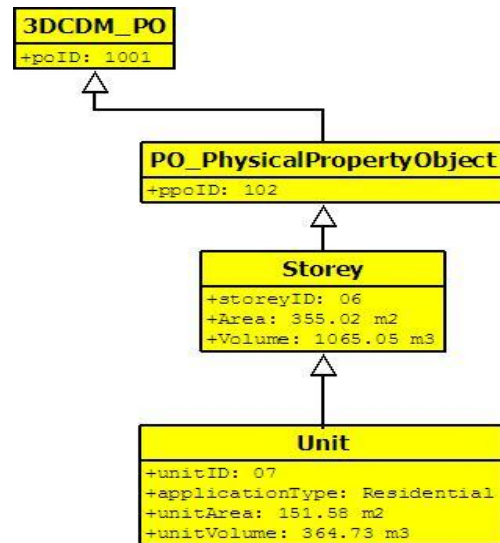 3DCDM_PO
+poID: 1001
PO_PhysicalPropertyObject
+ppoID: 102
Storey
+storeyID: 06
+Area: 355.02 m2
+Volume: 1065.05 m3
Unit
+unitID: 07
+applicationType: Residential
+unitArea: 151.58 m2
+unitVolume: 364.73 m3